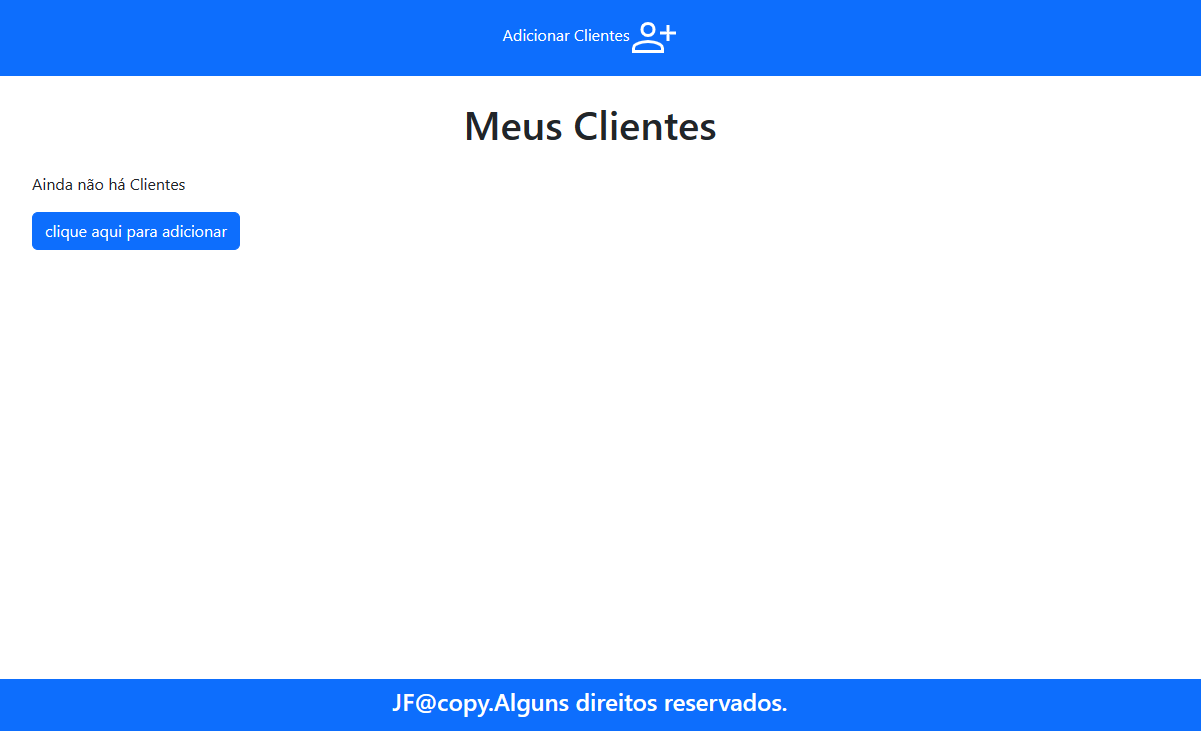 Adicionar Clientes
Meus Clientes
Ainda não há Clientes
clique aqui para adicionar
JF@copy.Alguns direitos reservados.